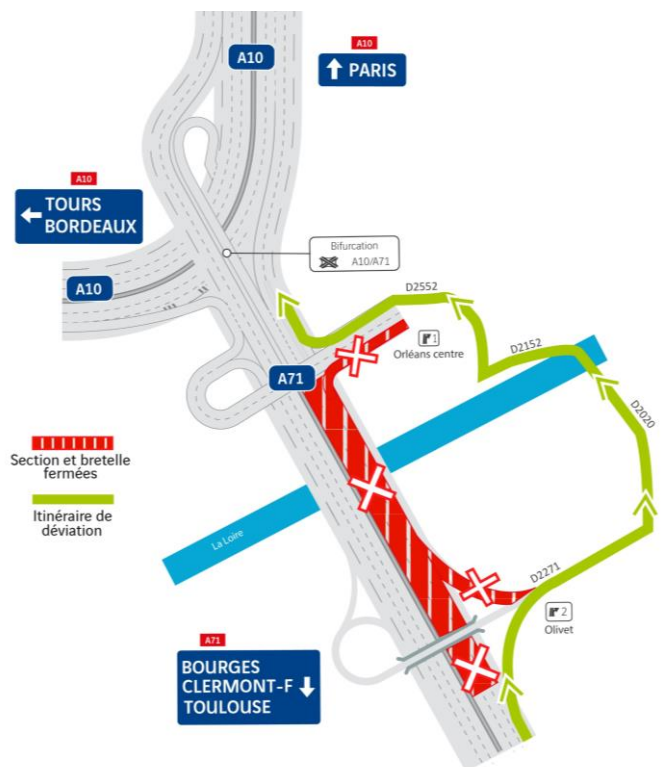 A10
A10
PARIS
A10
TOURS
BORDEAUX
Bifurcation
A10/A71
A10
D2552
1
Orléans centre
D2152
A71
D2020
Section et bretelle
fermées
Itinéraire de
déviation
La Loire
D2271
2
Olivet
A71
BOURGES
CLERMONT-F
TOULOUSE